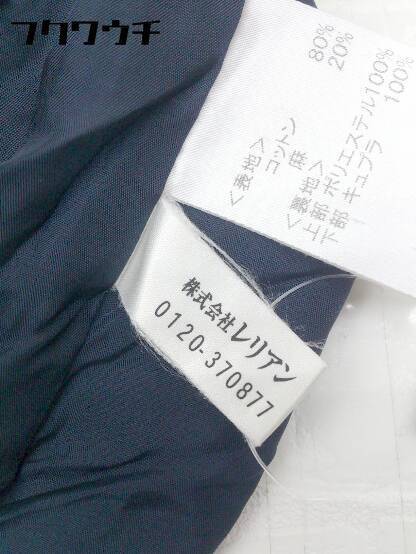 フクワウチ
<表地>
コットン 80%
麻 20%
<裏地>
上部 ポリエステル100%
下部 キュプラ 100%
株式会社レリアン
0120-370877